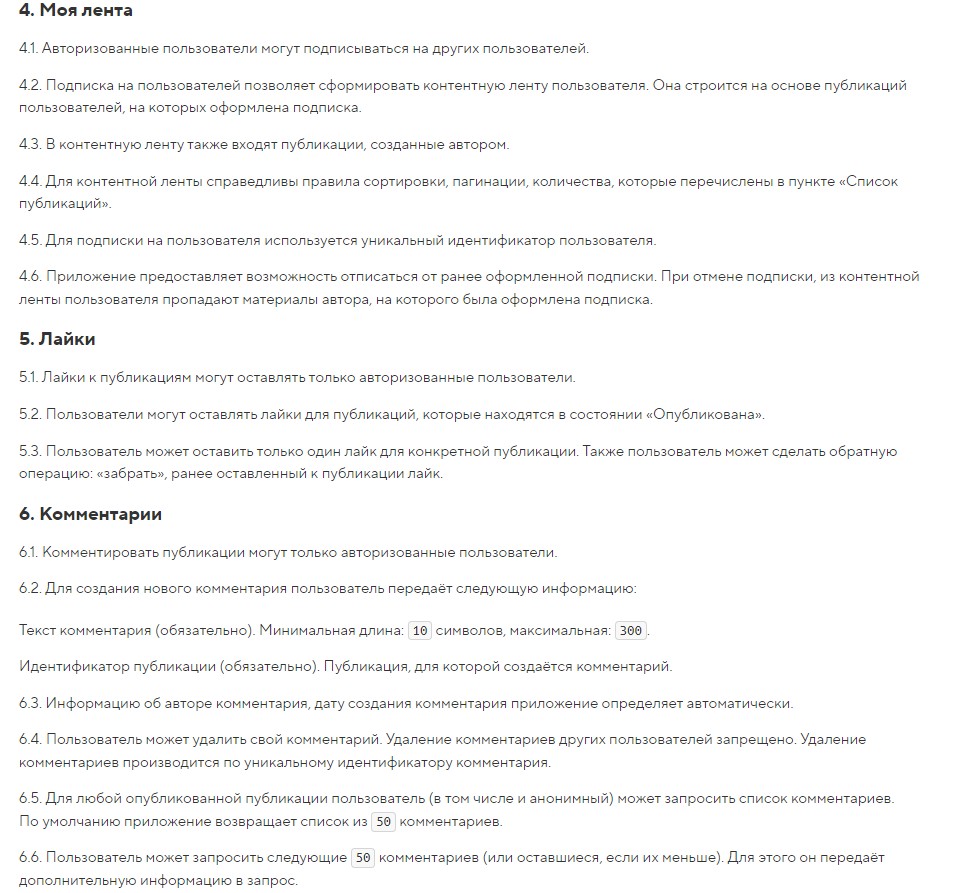 4. Моя лента
4.1. Авторизованные пользователи могут подписываться на других пользователей.
4.2. Подписка на пользователей позволяет сформировать контентную ленту пользователя. Она строится на основе публикаций
пользователей, на которых оформлена подписка.
4.3. В контентную ленту также входят публикации, созданные автором.
4.4. Для контентной ленты справедливы правила сортировки, пагинации, количества, которые перечислены в пункте «Список
публикаций».
4.5. Для подписки на пользователя используется уникальный идентификатор пользователя.
4.6. Приложение предоставляет возможность отписаться от ранее оформленной подписки. При отмене подписки, из контентной
ленты пользователя пропадают материалы автора, на которого была оформлена подписка.
5. Лайки
5.1. Лайки к публикациям могут оставлять только авторизованные пользователи.
5.2. Пользователи могут оставлять лайки для публикаций, которые находятся в состоянии «Опубликована».
5.3. Пользователь может оставить только один лайк для конкретной публикации. Также пользователь может сделать обратную
операцию: «забрать», ранее оставленный к публикации лайк.
6. Комментарии
6.1. Комментировать публикации могут только авторизованные пользователи.
6.2. Для создания нового комментария пользователь передаёт следующую информацию:
Текст комментария (обязательно). Минимальная длина: 10 символов, максимальная: 300.
Идентификатор публикации (обязательно). Публикация, для которой создаётся комментарий.
6.3. Информацию об авторе комментария, дату создания комментария приложение определяет автоматически.
6.4. Пользователь может удалить свой комментарий. Удаление комментариев других пользователей запрещено. Удаление
комментариев производится по уникальному идентификатору комментария.
6.5. Для любой опубликованной публикации пользователь (в том числе и анонимный) может запросить список комментариев.
По умолчанию приложение возвращает список из 50 комментариев.
6.6. Пользователь может запросить следующие 50 комментариев (или оставшиеся, если их меньше). Для этого он передаёт
дополнительную информацию в запрос.